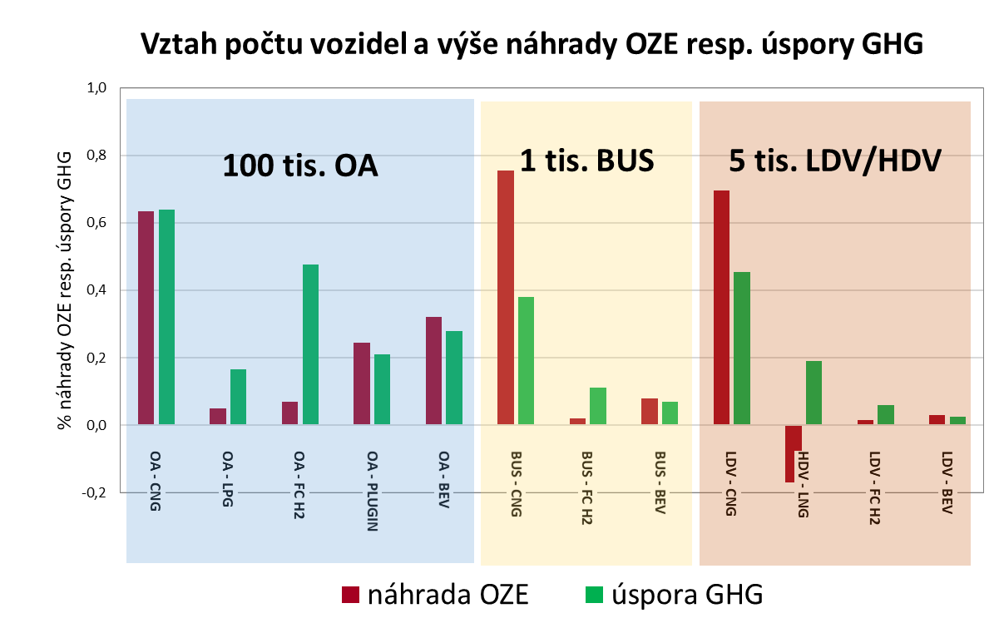 Vztah počtu vozidel a výše náhrady OZE resp. úspory GHG
% náhrady OZE resp. úspory GHG
1,0
0,8
0,6
0,4
0,2
0,0
-0,2
100 tis. OA
1 tis. BUS
5 tis. LDV/HDV
OA - CNG
OA - LPG
OA - FC H2
OA - PLUGIN
OA - BEV
BUS - CNG
BUS - FC H2
BUS - BEV
LDV - CNG
HDV - LNG
LDV - FC H2
LDV - BEV
náhrada OZE
úspora GHG